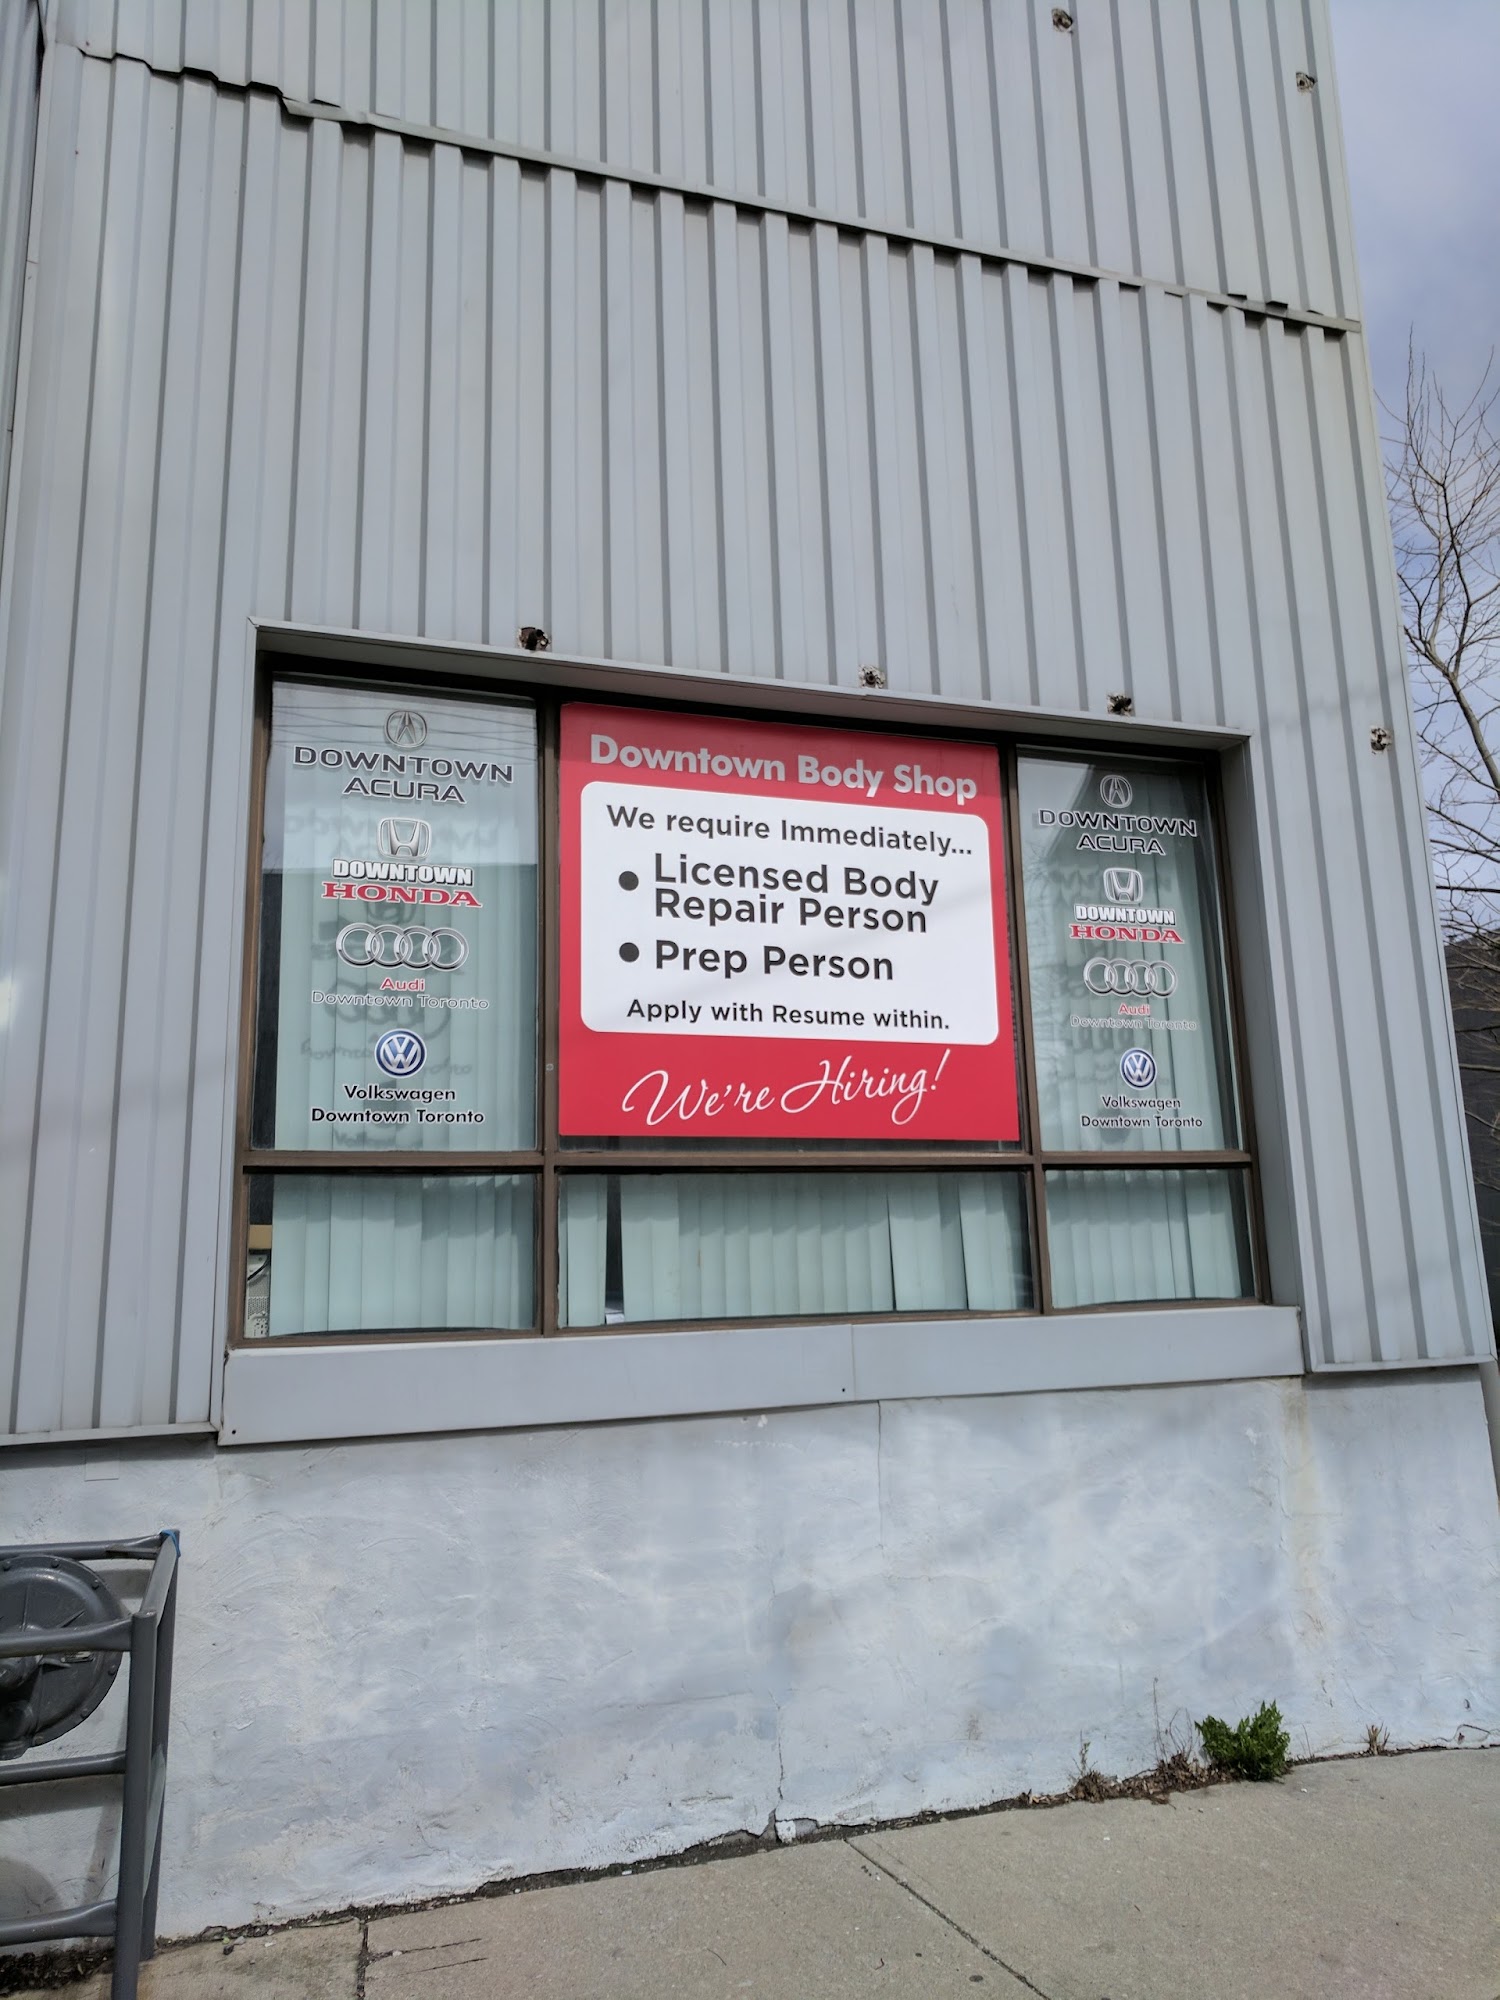 DOWNTOWN
ACURA
DOWNTOWN
HONDA
Audi
Downtown Toronto
Volkswagen
Downtown Toronto
Downtown Body Shop
We require Immediately...
• Licensed Body
Repair Person
• Prep Person
Apply with Resume within.
We're Hiring!
DOWNTOWN
ACURA
DOWNTOWN
HONDA
Audi
Downtown Toronto
Volkswagen
Downtown Toronto